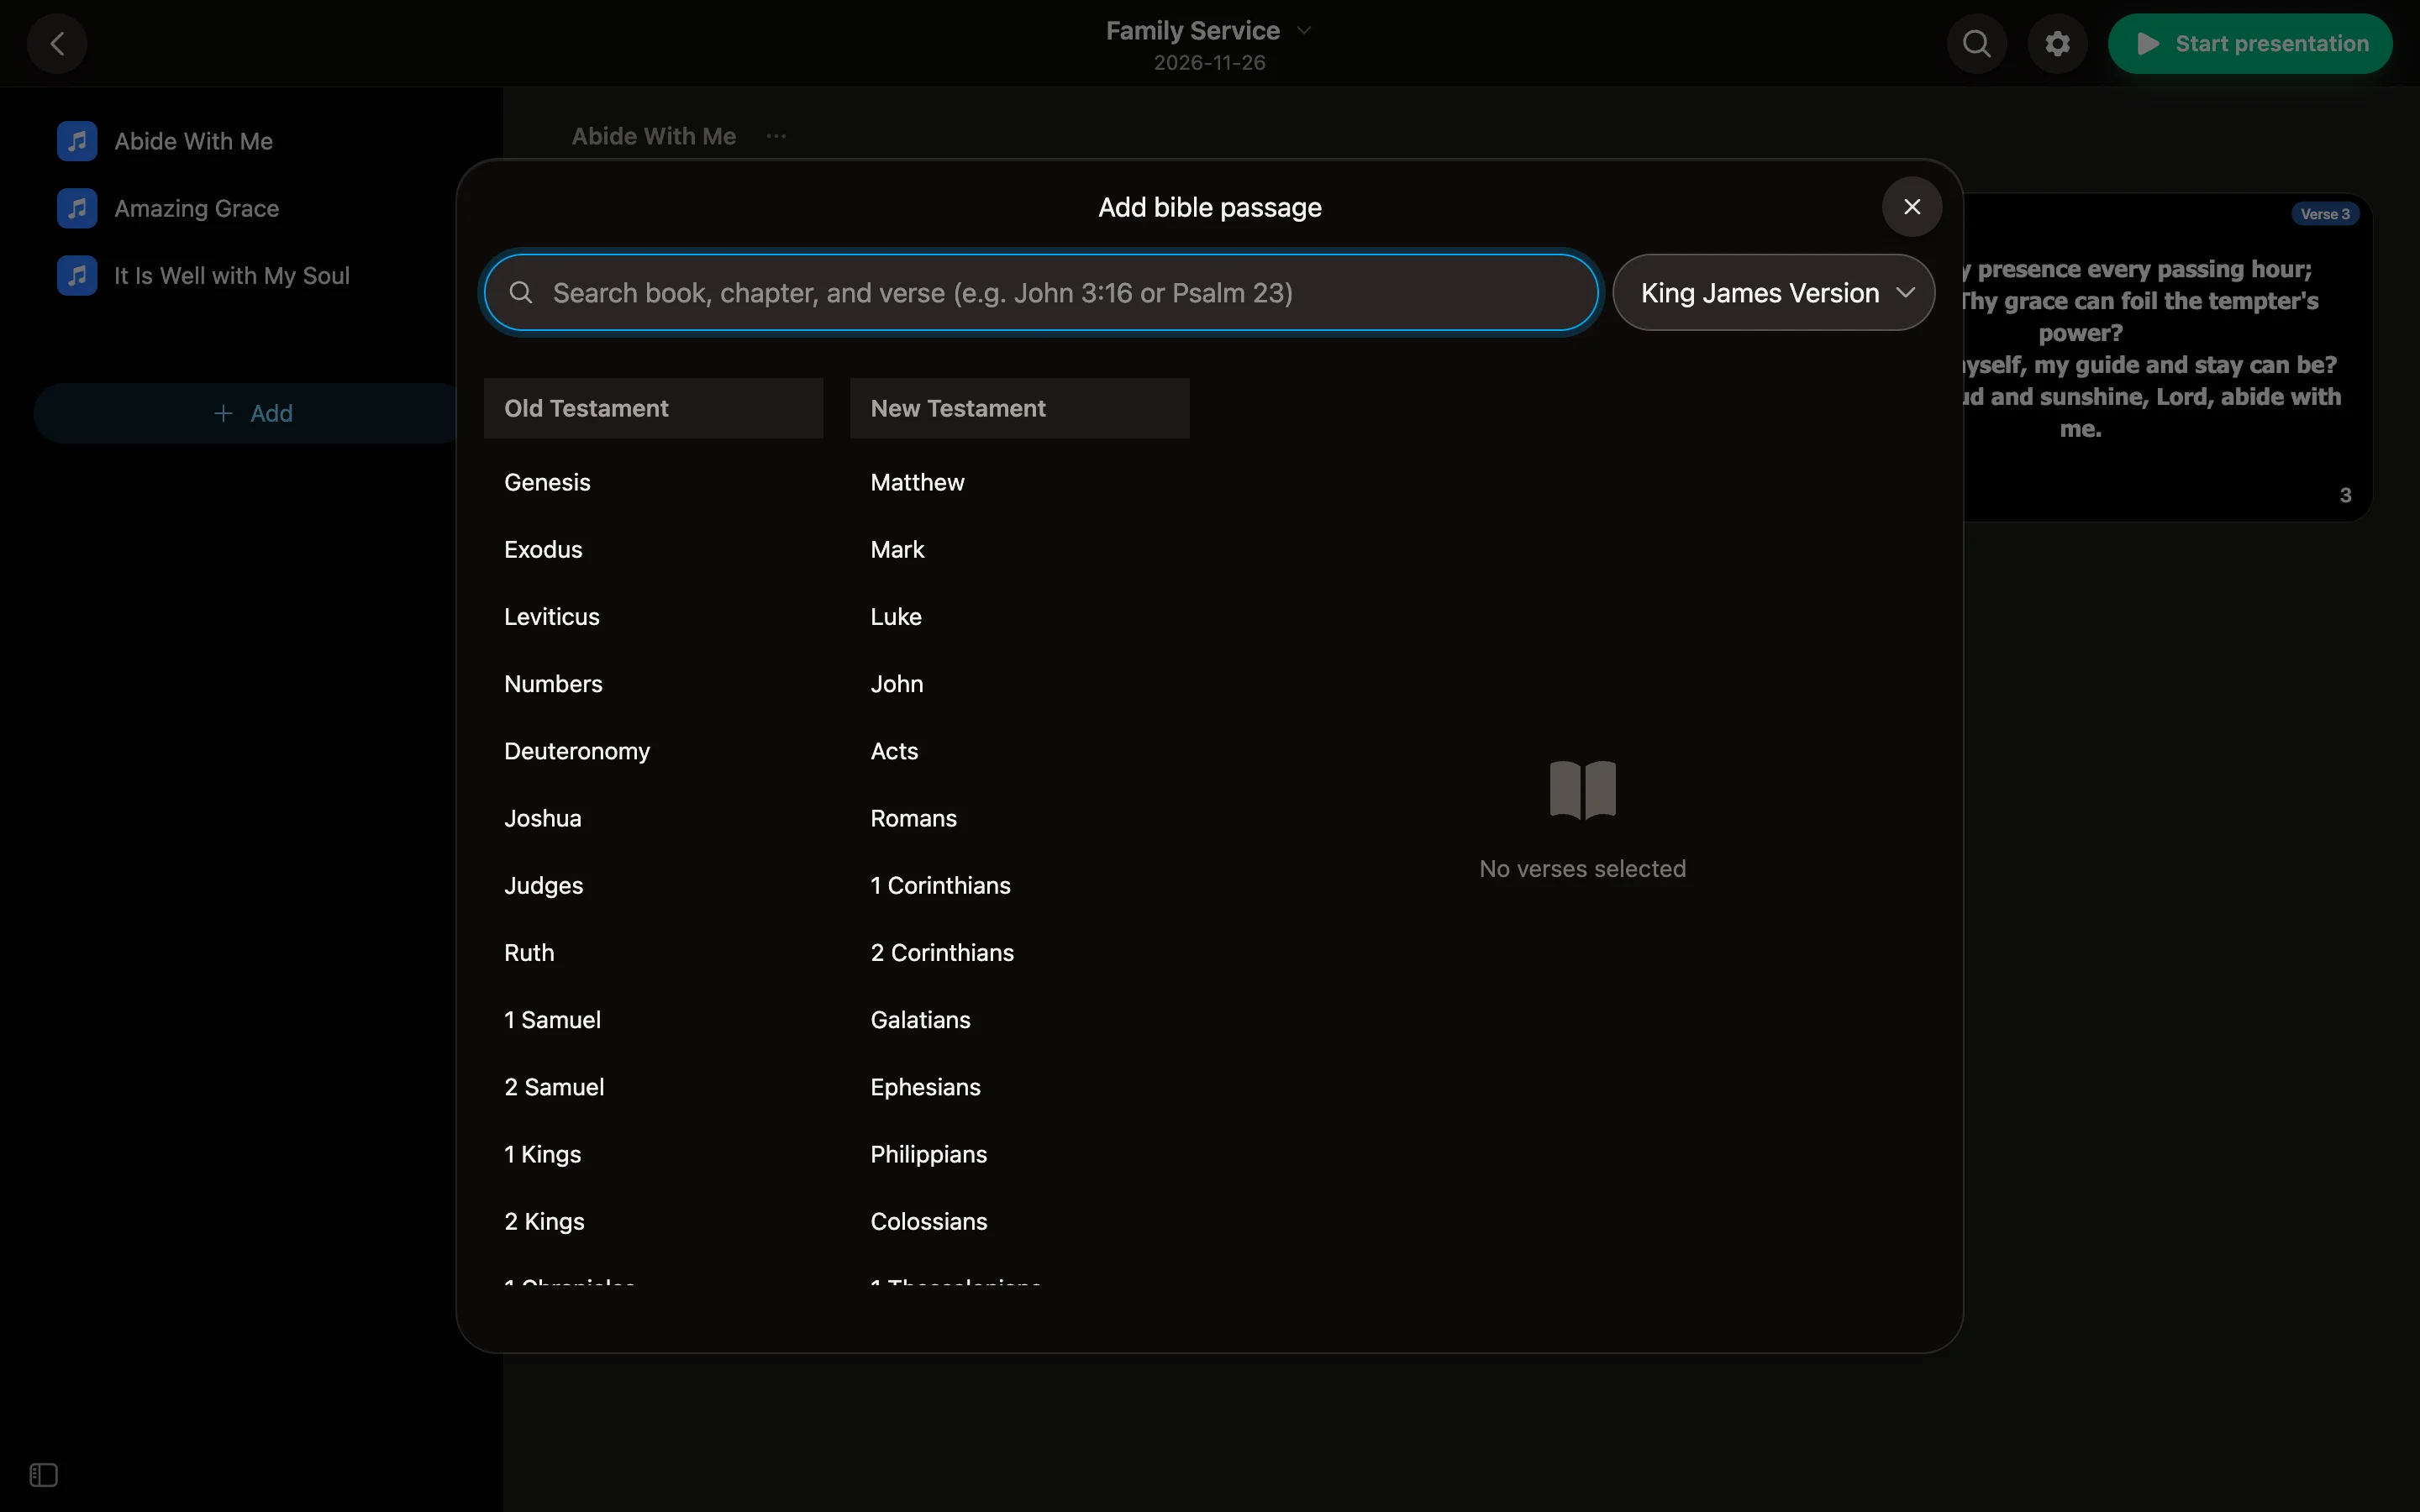 Family Service
2026-11-26
Start presentation
Abide With Me
Amazing Grace
It Is Well with My Soul
Add
Abide With Me
Add bible passage
Search book, chapter, and verse (e.g. John 3:16 or Psalm 23)
King James Version
Old Testament
Genesis
Exodus
Leviticus
Numbers
Deuteronomy
Joshua
Judges
Ruth
1 Samuel
2 Samuel
1 Kings
2 Kings
New Testament
Matthew
Mark
Luke
John
Acts
Romans
1 Corinthians
2 Corinthians
Galatians
Ephesians
Philippians
Colossians
No verses selected
Verse 3
presence every passing hour;
Thy grace can foil the tempter's
power?
my guide and stay can be?
and sunshine, Lord, abide with
me.
3